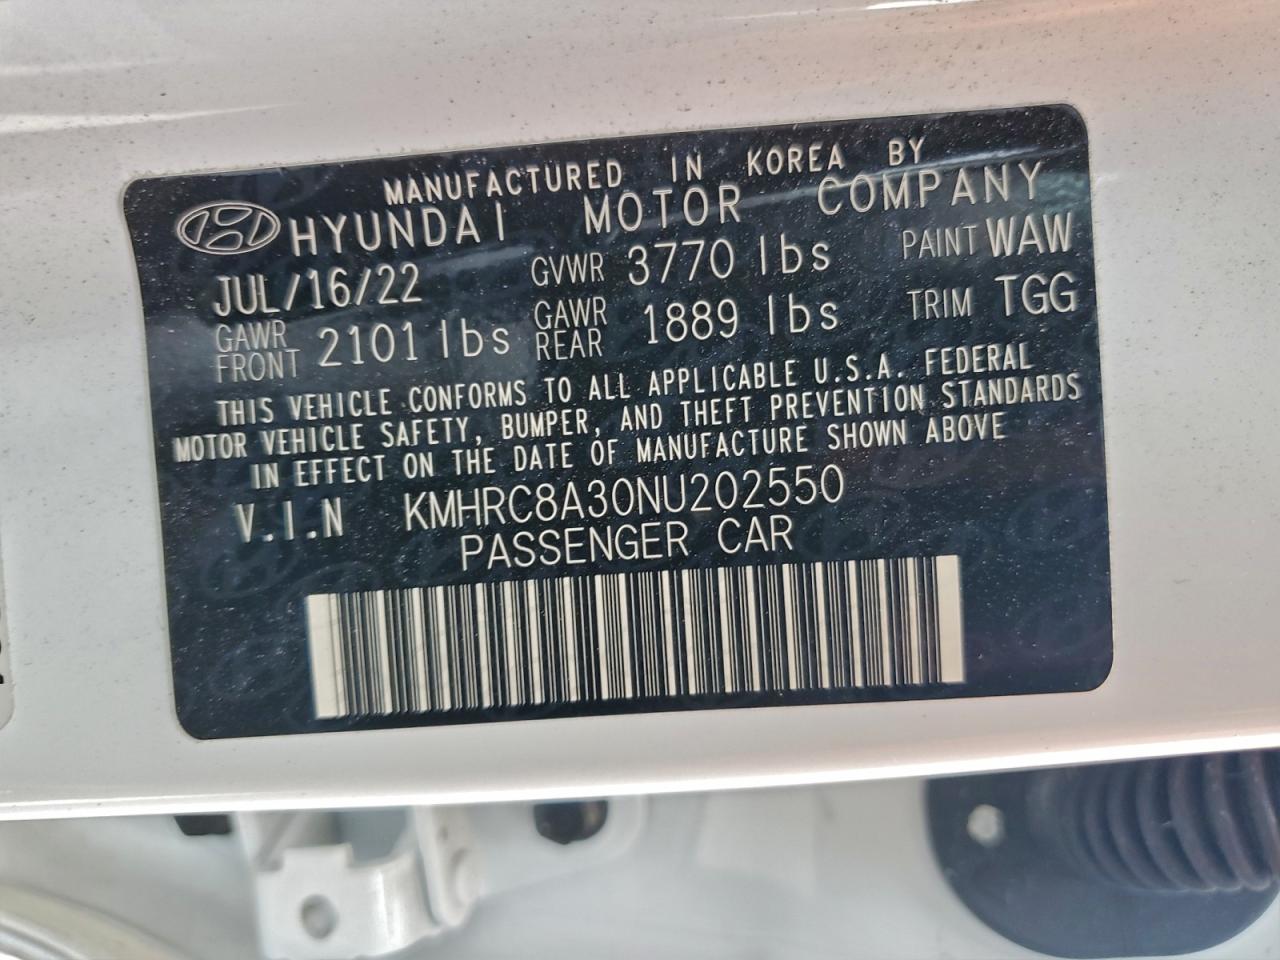 MANUFACTURED IN KOREA BY
HYUNDAI MOTOR COMPANY
JUL/16/22 GVWR 3770 lbs PAINT WAW
GAWR FRONT 2101 lbs GAWR REAR 1889 lbs TRIM TGG
THIS VEHICLE CONFORMS TO ALL APPLICABLE U.S.A. FEDERAL
MOTOR VEHICLE SAFETY, BUMPER, AND THEFT PREVENTION STANDARDS
IN EFFECT ON THE DATE OF MANUFACTURE SHOWN ABOVE
V.I.N KMHRC8A30NU202550
PASSENGER CAR